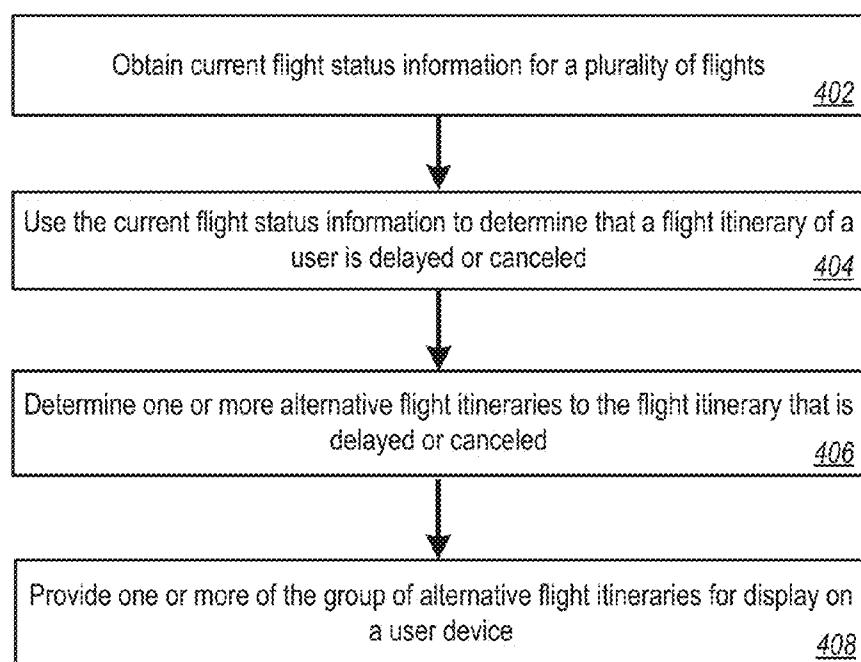 Obtain current flight status information for a plurality of flights
402
Use the current flight status information to determine that a flight itinerary of a
user is delayed or canceled
404
Determine one or more alternative flight itineraries to the flight itinerary that is
delayed or canceled
406
Provide one or more of the group of alternative flight itineraries for display on
a user device
408